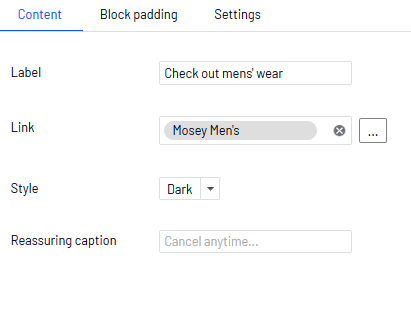 Content Block padding Settings
Label Check out mens' wear
Link Mosey Men's ...
Style Dark
Reassuring caption Cancel anytime...